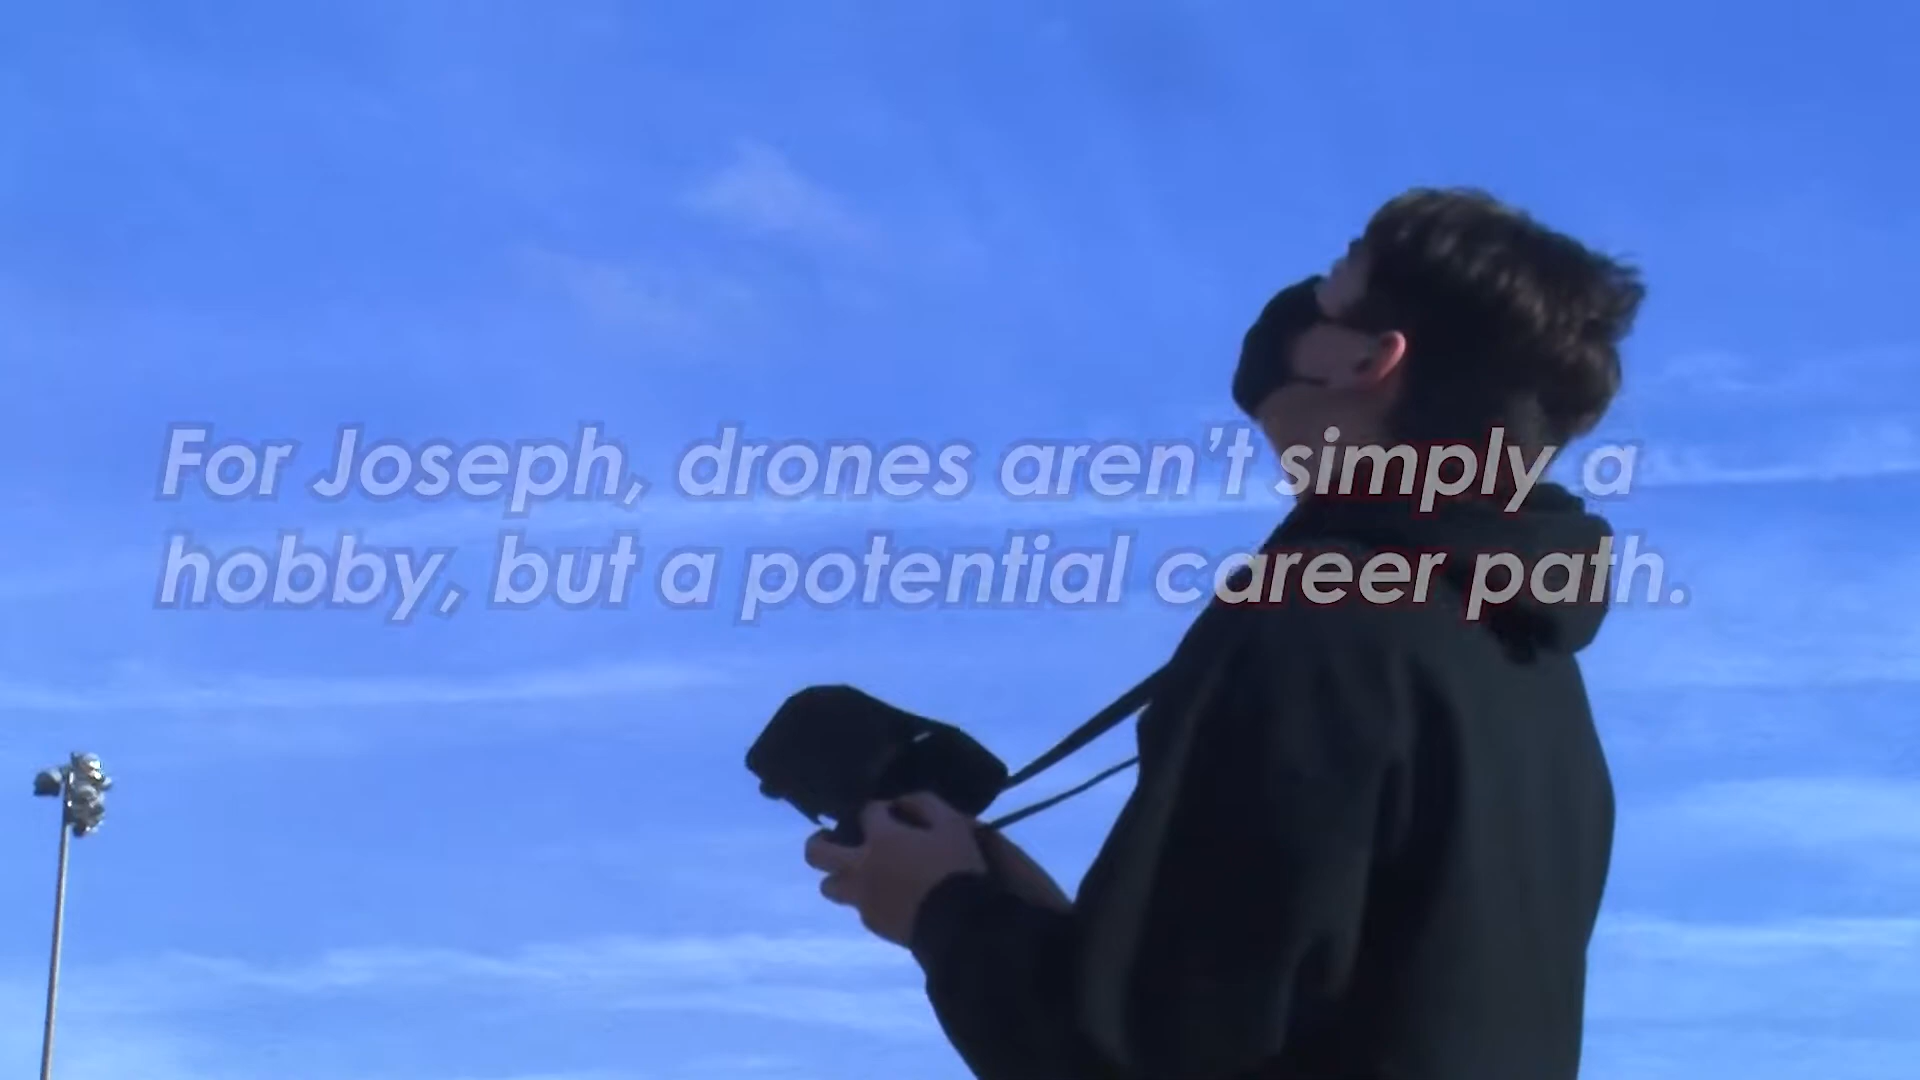 For Joseph, drones aren’t simply a
hobby, but a potential career path.